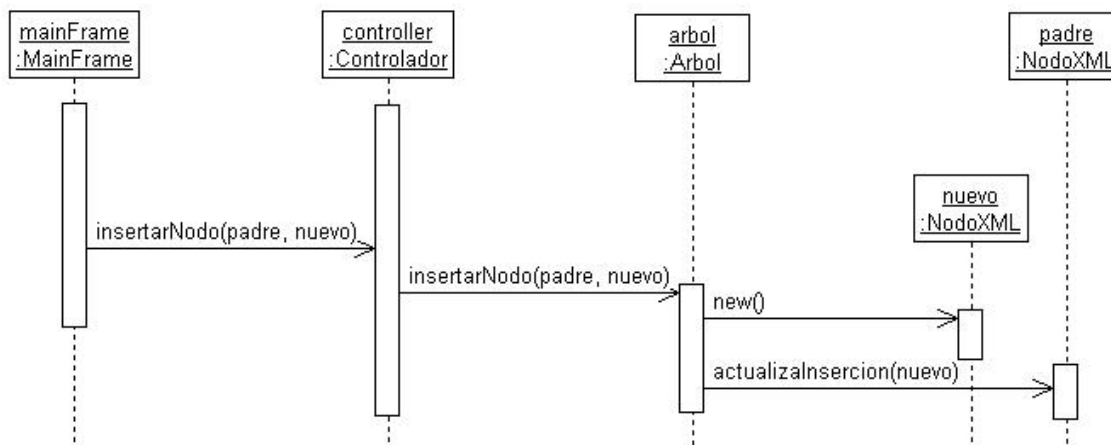 mainFrame
:MainFrame
controller
:Controlador
arbol
:Arbol
padre
:NodoXML
nuevo
:NodoXML
insertarNodo(padre, nuevo)
insertarNodo(padre, nuevo)
new()
actualizaInsercion(nuevo)